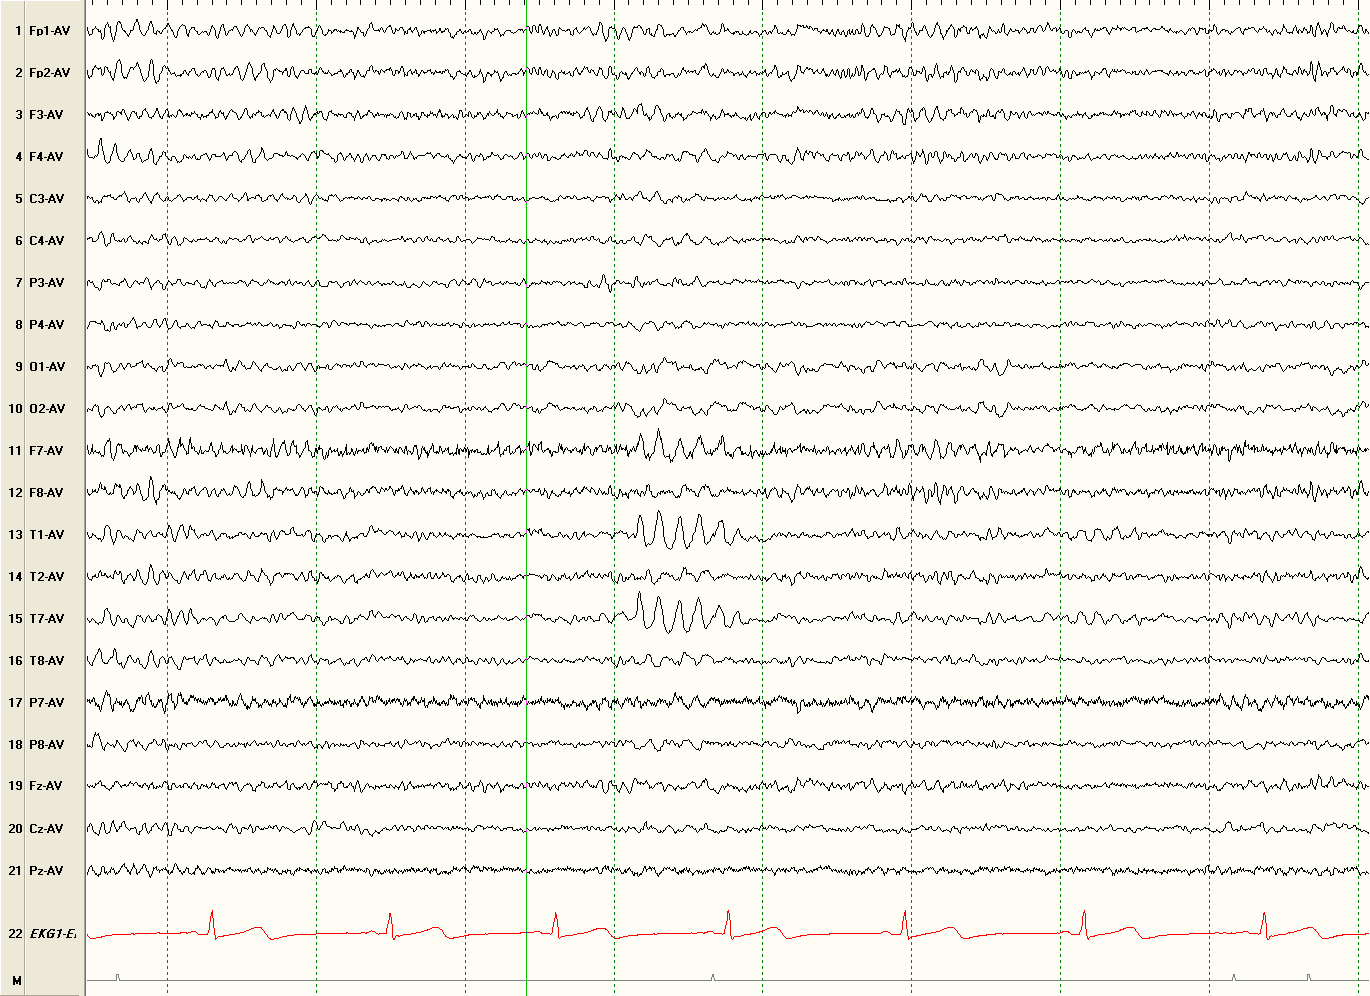 1 Fp1-AV
2 Fp2-AV
3 F3-AV
4 F4-AV
5 C3-AV
6 C4-AV
7 P3-AV
8 P4-AV
9 O1-AV
10 O2-AV
11 F7-AV
12 F8-AV
13 T1-AV
14 T2-AV
15 T7-AV
16 T8-AV
17 P7-AV
18 P8-AV
19 Fz-AV
20 Cz-AV
21 Pz-AV
22 EKG1-E
M